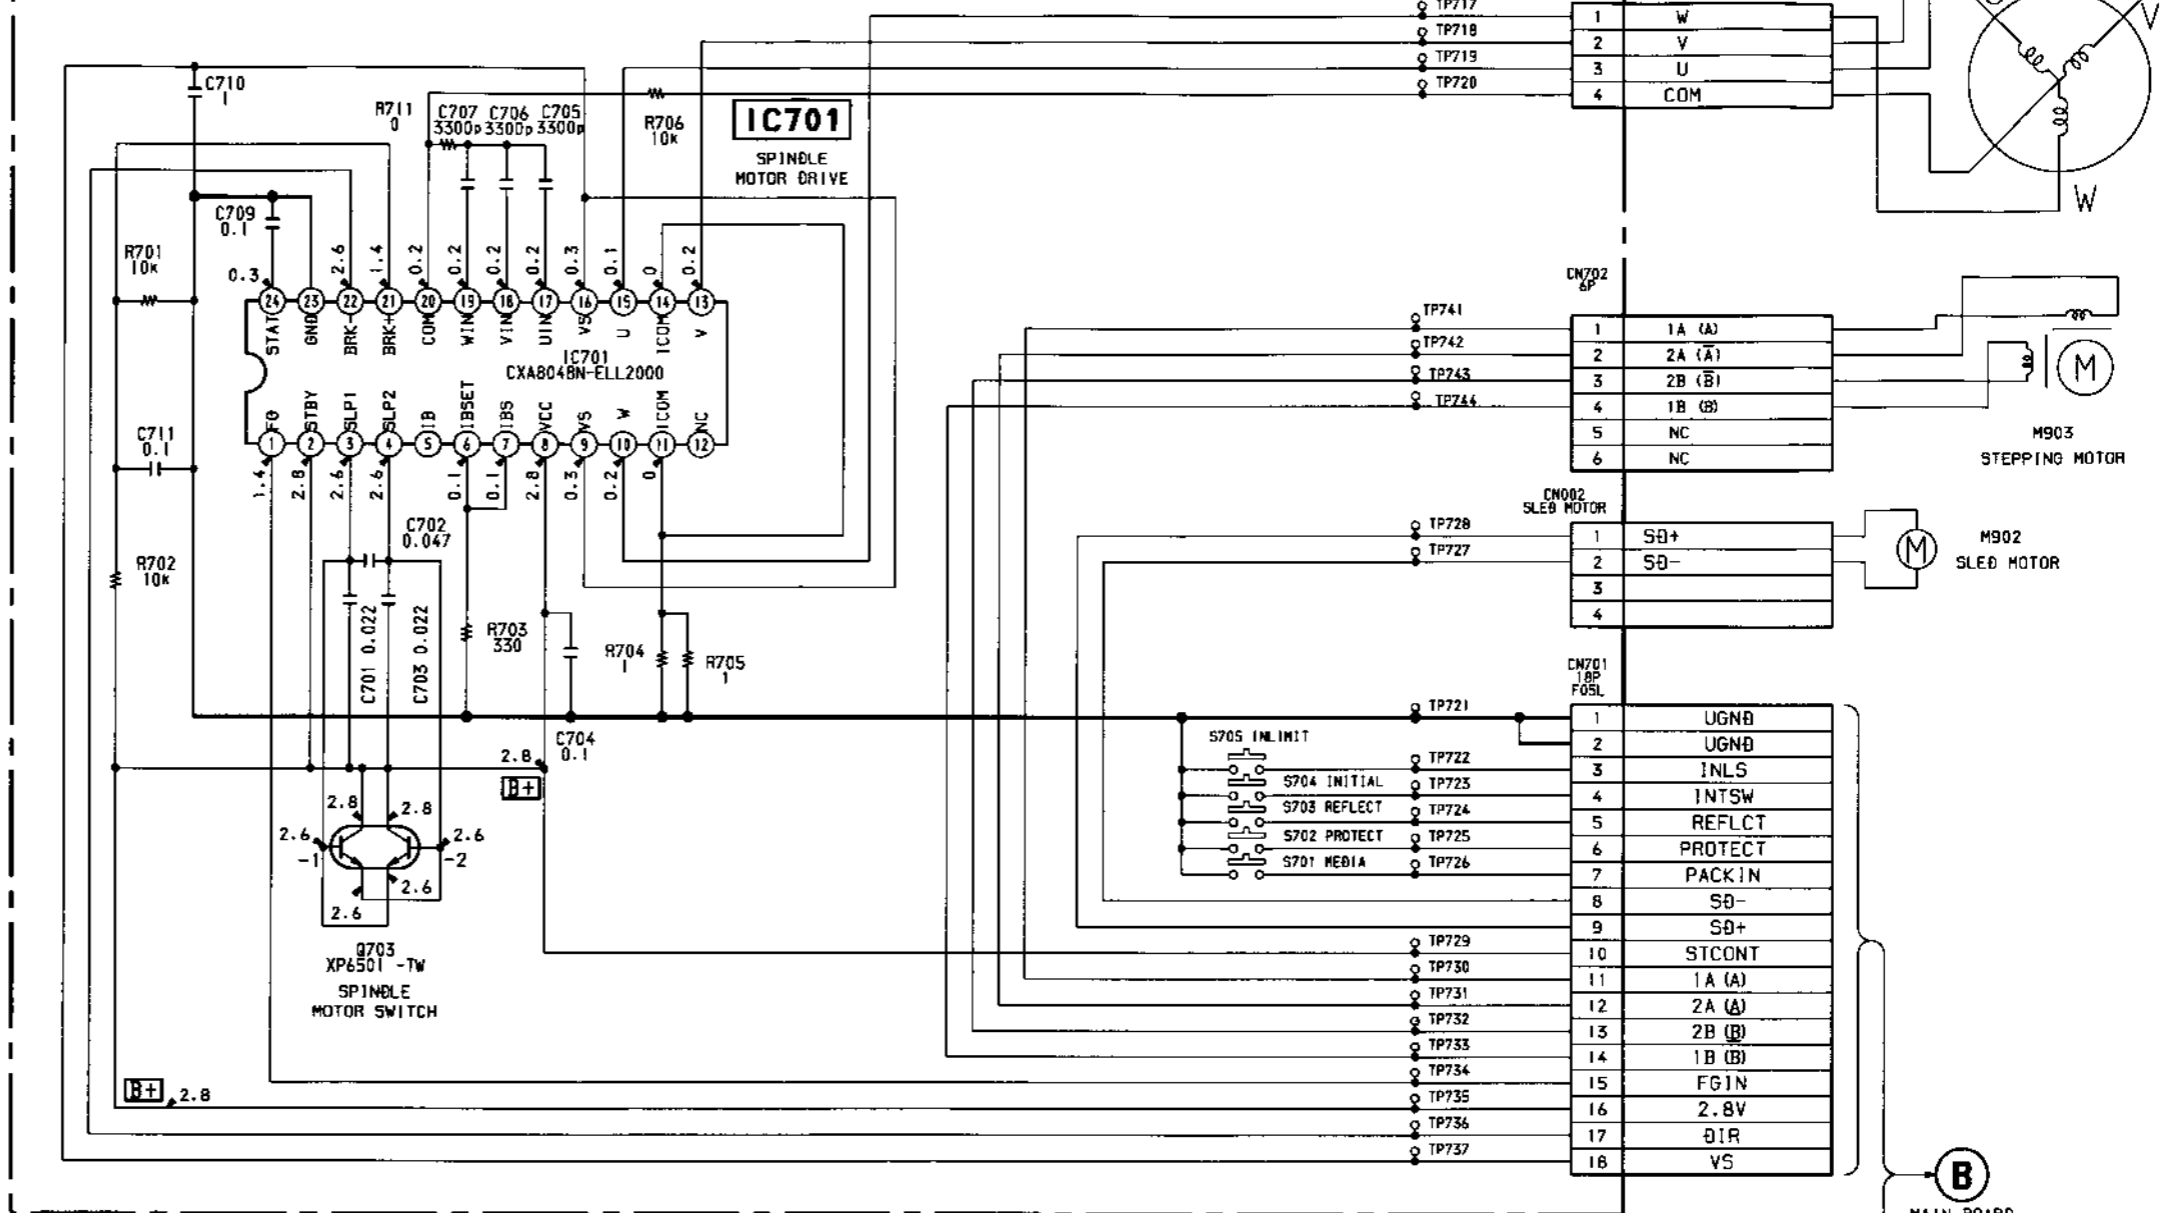 TP717
1 W
TP718
2 V
TP719
3 U
TP720
4 COM
V
W
C710
1
R711
0
C707
3300p
C706
3300p
C705
3300p
R706
10k
IC701
SPINDLE
MOTOR DRIVE
C709
0.1
R701
10k
0.3
2.6
1.4
0.2
0.2
0.2
0.2
0.3
0.1
0
0.2
24 23 22 21 20 19 18 17 16 15 14 13
STAT GND BRK- BRK+ COM WIN VIN UIN VS U ICOM V
IC701
CXA8048N-ELL2000
FG STBY SLP1 SLP2 IB IBSET IBS VCC VS W ICOM NC
1 2 3 4 5 6 7 8 9 10 11 12
1.4
2.8
2.6
2.6
0.1
0.1
2.8
0.3
0.2
0
C711
0.1
C702
0.047
R702
10k
C701 0.022
C703 0.022
R703
330
R704
1
R705
1
C704
0.1
2.8
B+
2.8
2.8
2.6
-1
2.6
-2
2.6
2.6
Q703
XP6501 -TW
SPINDLE
MOTOR SWITCH
B+
2.8
CN702
6P
TP741
1 1A (A)
TP742
2 2A (A̅)
TP743
3 2B (B̅)
TP744
4 1B (B)
5 NC
6 NC
M
M903
STEPPING MOTOR
CN002
SLED MOTOR
TP728
1 SD+
TP727
2 SD-
3
4
M
M902
SLED MOTOR
CN701
18P
TP721
1 UGND
2 UGND
S705 INLIMIT
TP722
3 INLS
S704 INITIAL
TP723
4 INTSW
S703 REFLECT
TP724
5 REFLCT
S702 PROTECT
TP725
6 PROTECT
S701 MEDIA
TP726
7 PACKIN
8 SD-
9 SD+
TP729
10 STCONT
TP730
11 1A (A)
TP731
12 2A (A̲)
TP732
13 2B (B̲)
TP733
14 1B (B)
TP734
15 FGIN
TP735
16 2.8V
TP736
17 DIR
TP737
18 VS
B
MAIN BOARD